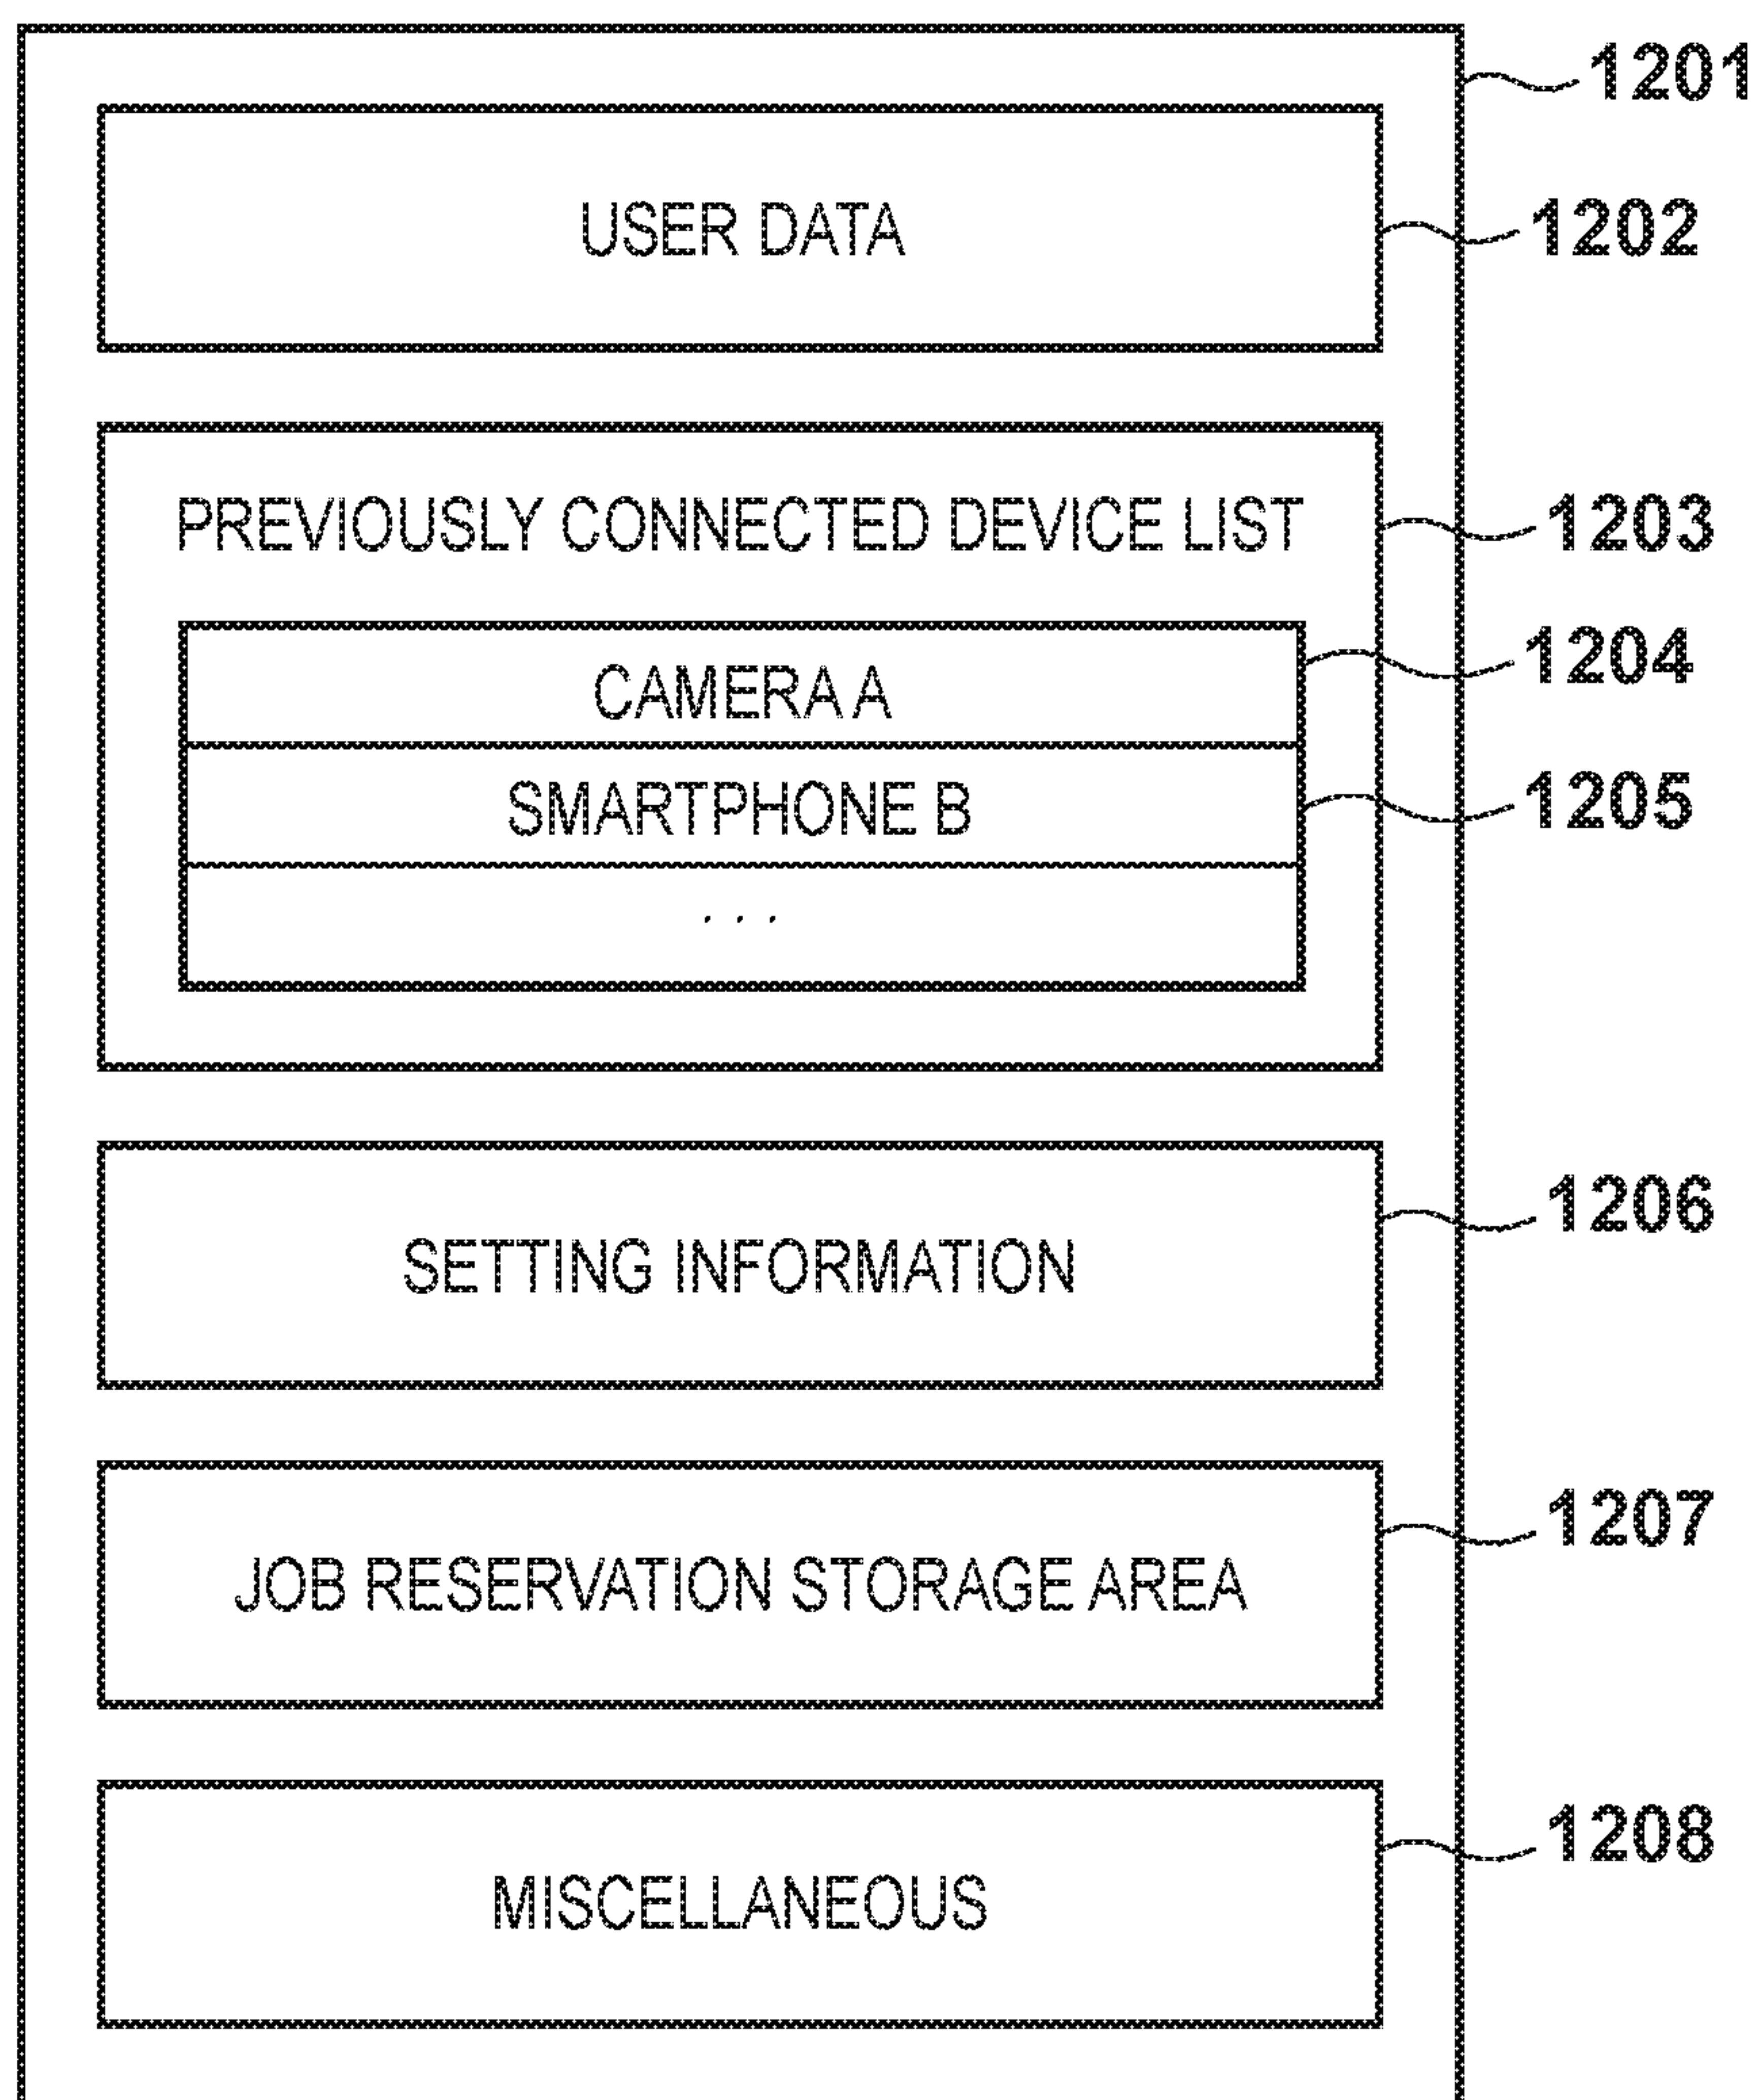 1201
USER DATA
1202
PREVIOUSLY CONNECTED DEVICE LIST
1203
CAMERA A
1204
SMARTPHONE B
1205
. . .
SETTING INFORMATION
1206
JOB RESERVATION STORAGE AREA
1207
MISCELLANEOUS
1208